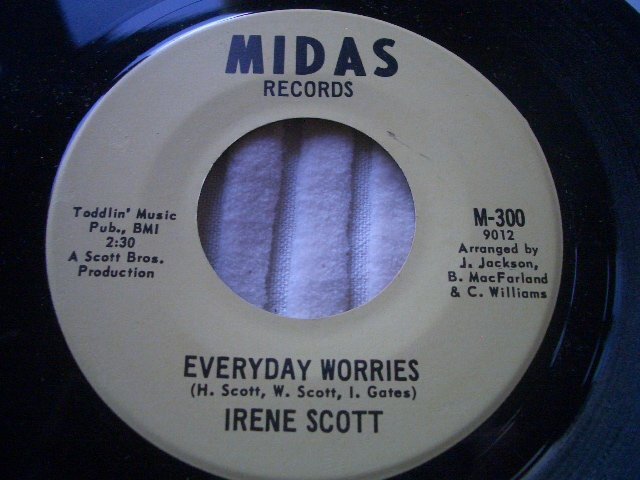 MIDAS
RECORDS
Toddlin' Music
Pub., BMI
2:30
A Scott Bros.
Production
M-300
9012
Arranged by
J. Jackson,
B. MacFarland
& C. Williams
EVERYDAY WORRIES
(H. Scott, W. Scott, I. Gates)
IRENE SCOTT